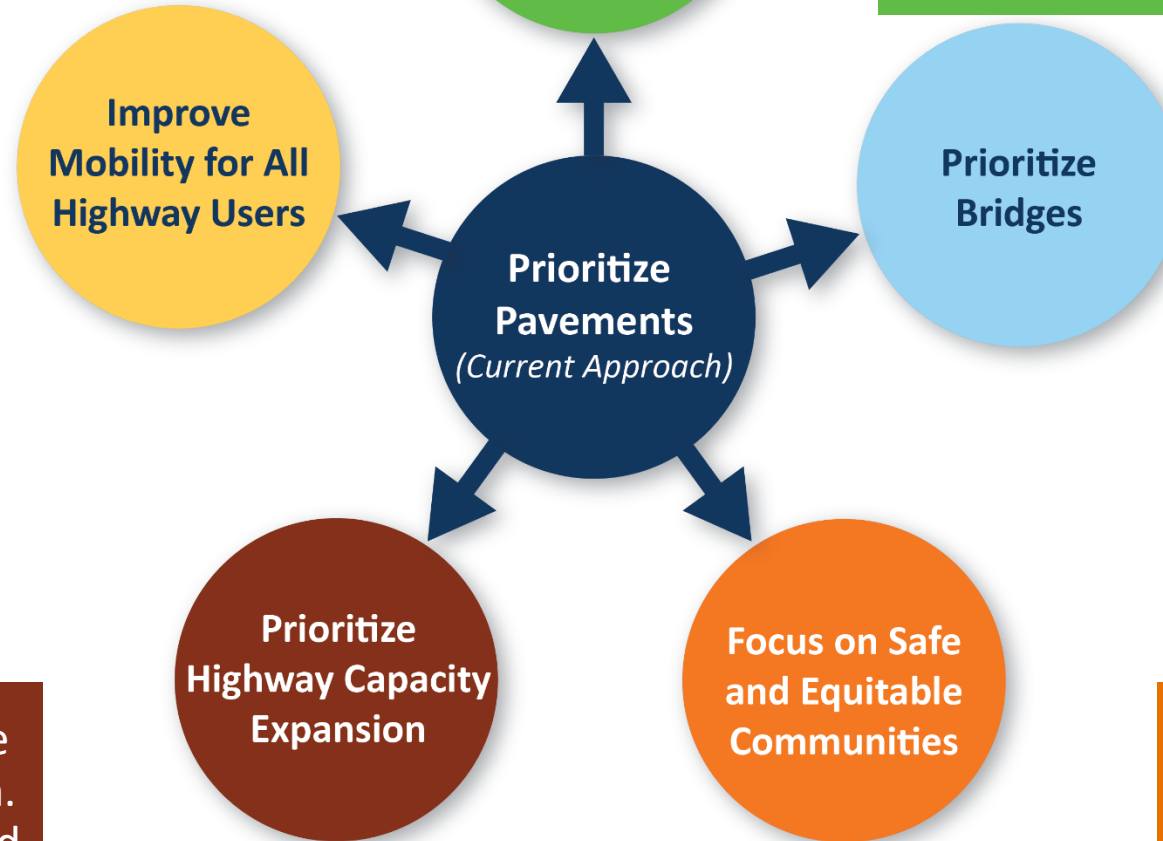 Improve
Mobility for All
Highway Users
Prioritize
Bridges
Prioritize
Pavements
(Current Approach)
Prioritize
Highway Capacity
Expansion
Focus on Safe
and Equitable
Communities